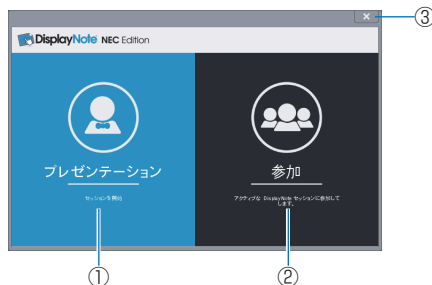 ③
DisplayNote NEC Edition
プレゼンテーション
参加
セッションを開始
アクティブな DisplayNote セッションに参加して
します。
①
②